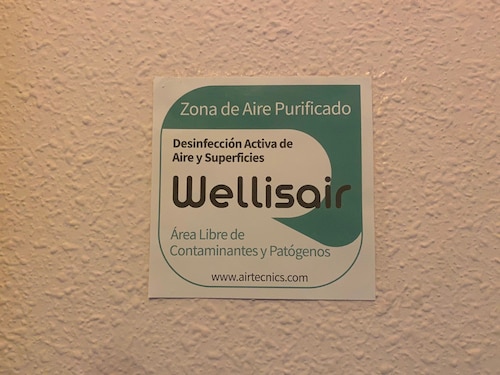 Zona de Aire Purificado
Desinfección Activa de
Aire y Superficies
Wellisair
Área Libre de
Contaminantes y Patógenos
www.airtecnics.com